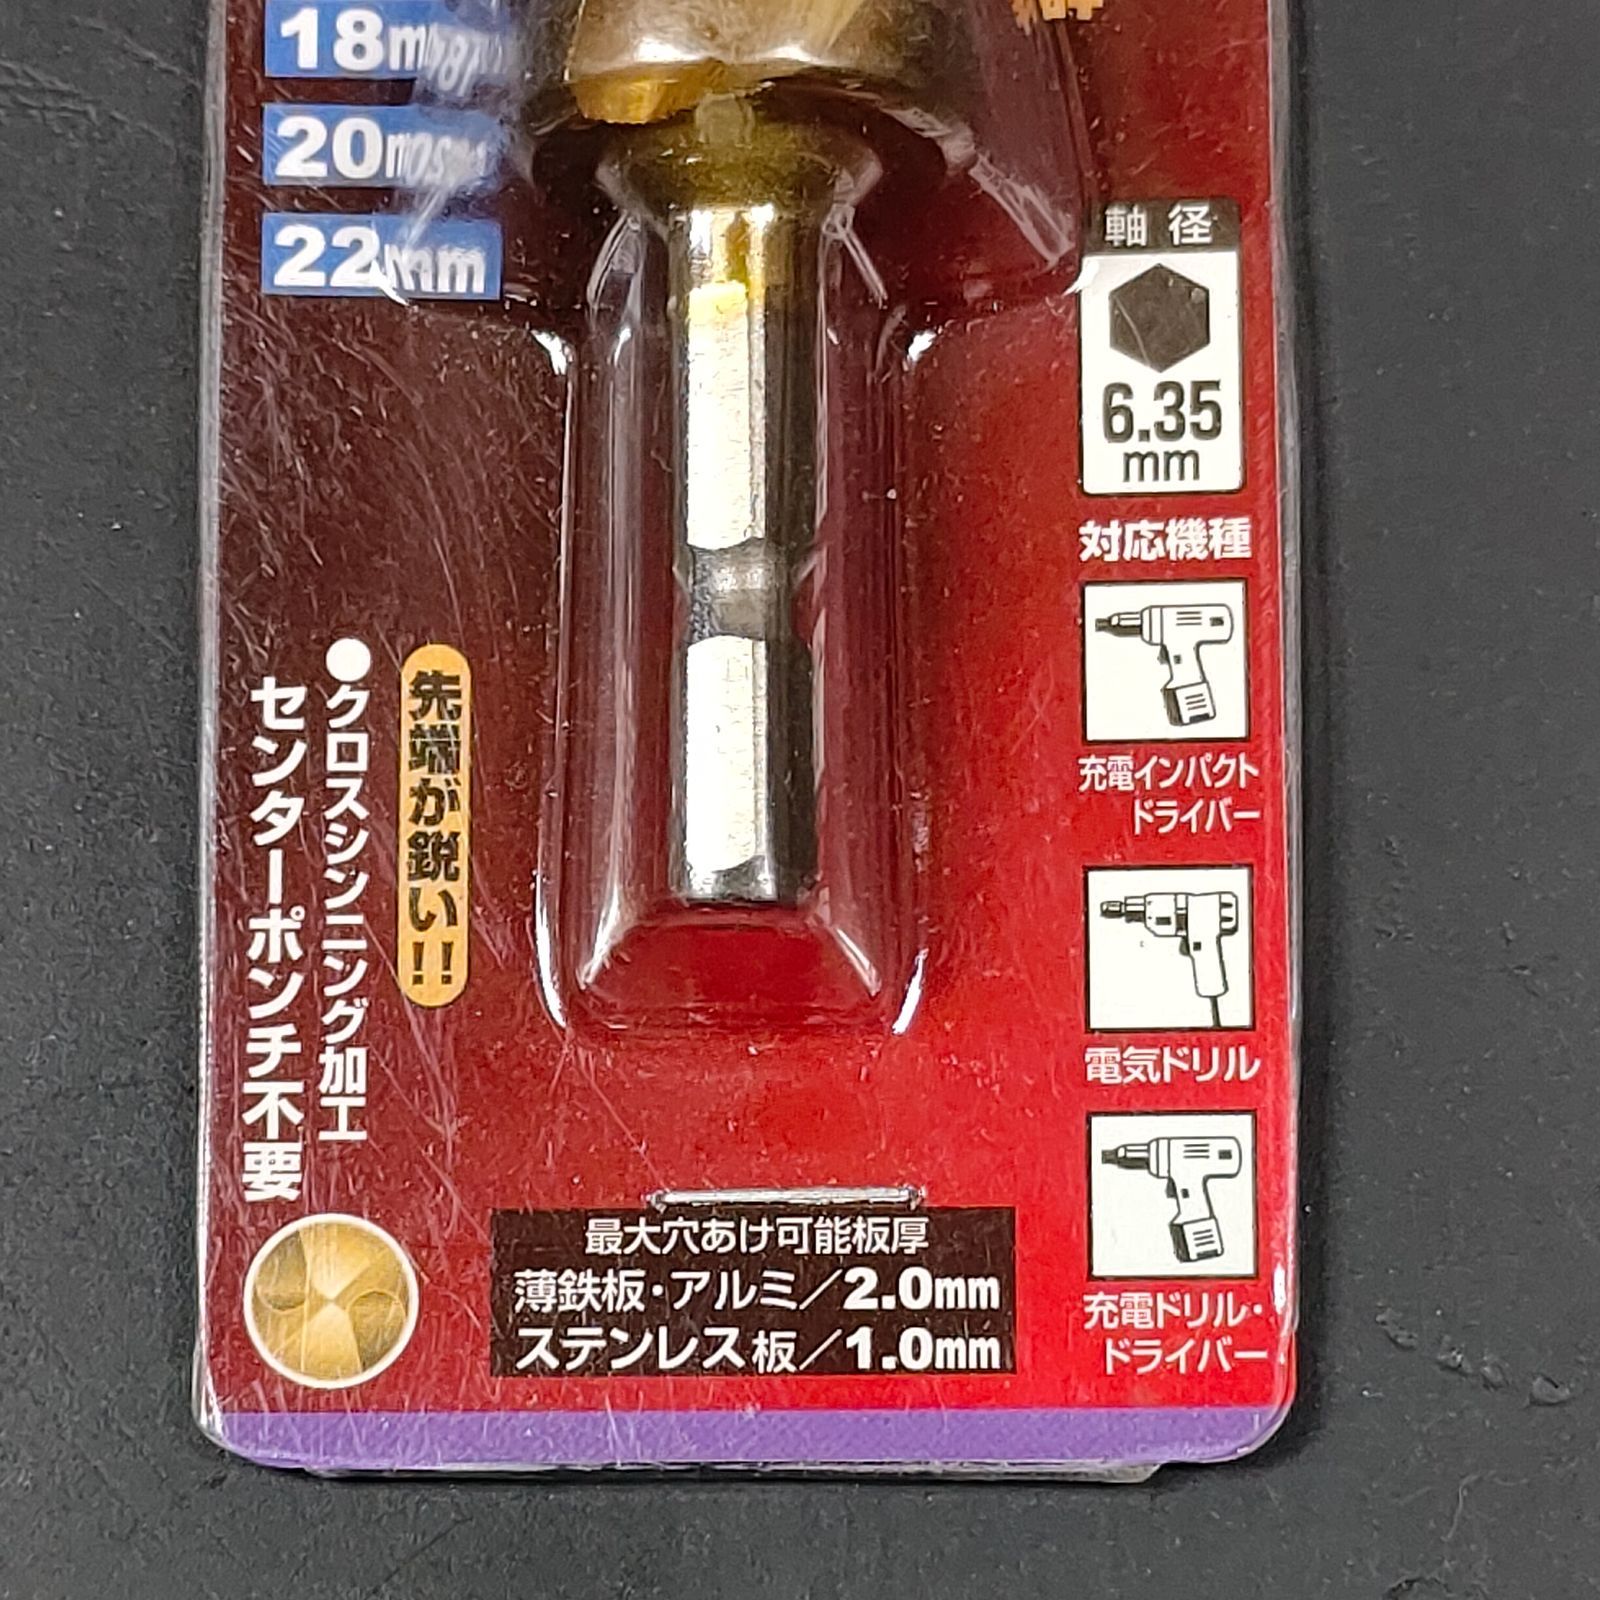 18mm
20mm
22mm
軸径
6.35
mm
対応機種
充電インパクト
ドライバー
電気ドリル
充電ドリル・
ドライバー
先端が鋭い!!
●クロスシンニング加工
センターポンチ不要
最大穴あけ可能板厚
薄鉄板・アルミ/2.0mm
ステンレス板/1.0mm